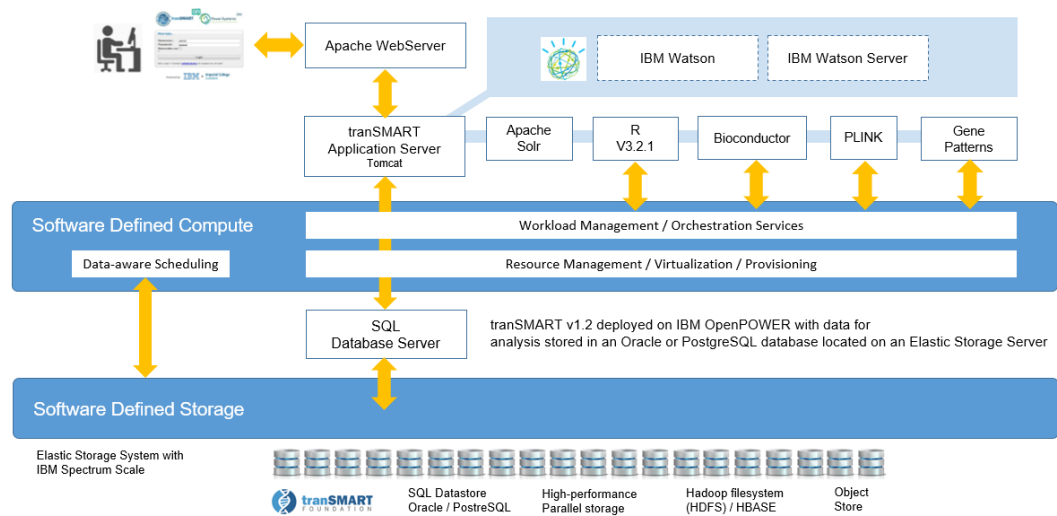 tranSMART
Power Systems
IBM
Apache WebServer
IBM Watson
IBM Watson Server
tranSMART
Application Server
Tomcat
Apache
Solr
R
V3.2.1
Bioconductor
PLINK
Gene
Patterns
Software Defined Compute
Workload Management / Orchestration Services
Data-aware Scheduling
Resource Management / Virtualization / Provisioning
SQL
Database Server
tranSMART v1.2 deployed on IBM OpenPOWER with data for
analysis stored in an Oracle or PostgreSQL database located on an Elastic Storage Server
Software Defined Storage
Elastic Storage System with
IBM Spectrum Scale
tranSMART
FOUNDATION
SQL Datastore
Oracle / PostreSQL
High-performance
Parallel storage
Hadoop filesystem
(HDFS) / HBASE
Object
Store